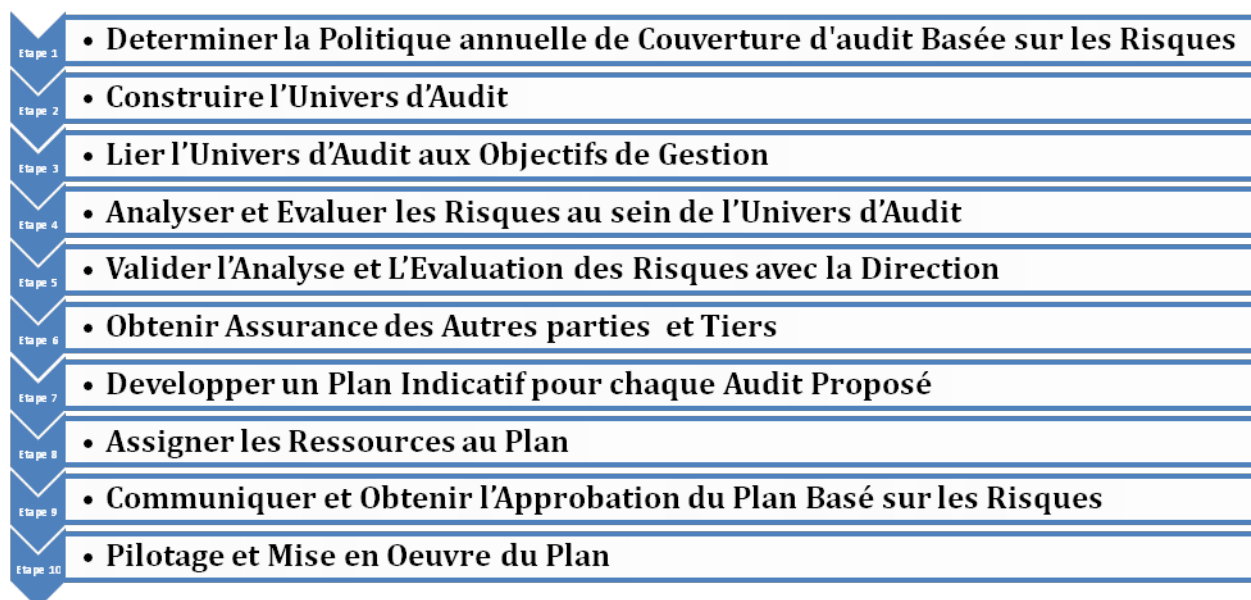 Etape 1
• Determiner la Politique annuelle de Couverture d'audit Basée sur les Risques
Etape 2
• Construire l’Univers d’Audit
Etape 3
• Lier l’Univers d’Audit aux Objectifs de Gestion
Etape 4
• Analyser et Evaluer les Risques au sein de l’Univers d’Audit
Etape 5
• Valider l’Analyse et L’Evaluation des Risques avec la Direction
Etape 6
• Obtenir Assurance des Autres parties et Tiers
Etape 7
• Developper un Plan Indicatif pour chaque Audit Proposé
Etape 8
• Assigner les Ressources au Plan
Etape 9
• Communiquer et Obtenir l’Approbation du Plan Basé sur les Risques
Etape 10
• Pilotage et Mise en Oeuvre du Plan